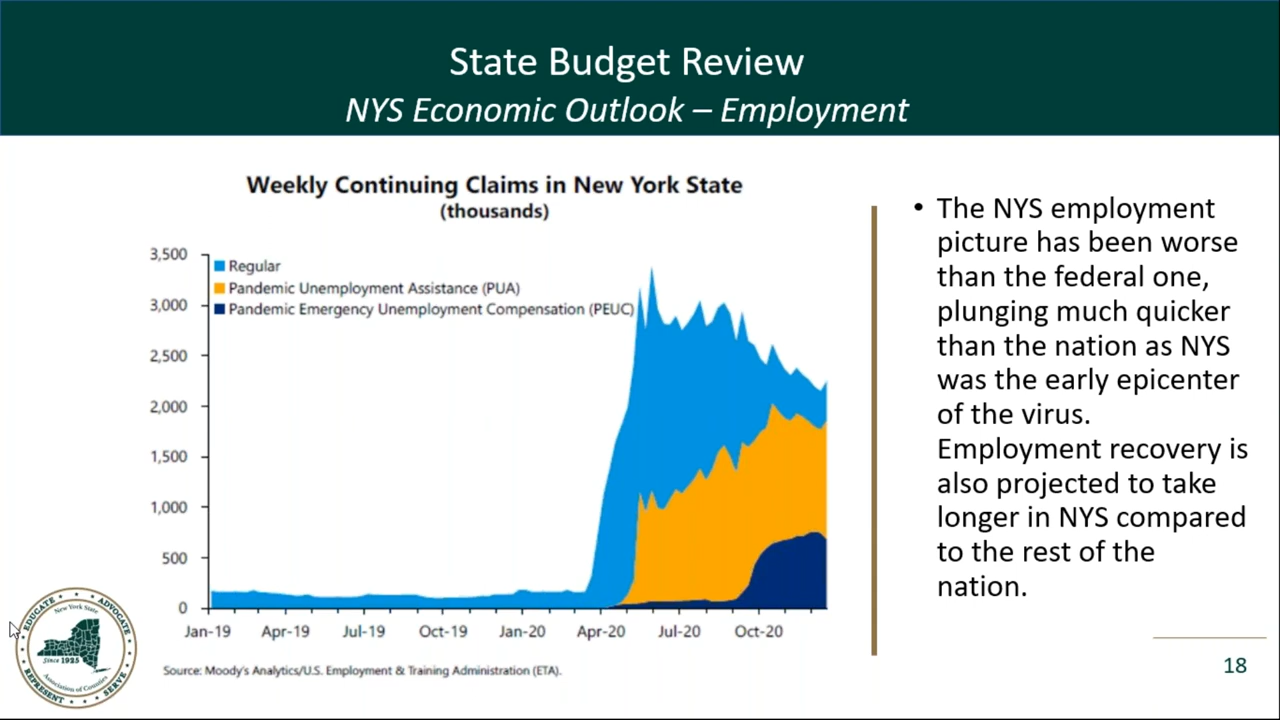 State Budget Review
NYS Economic Outlook – Employment
Weekly Continuing Claims in New York State
(thousands)
3,500
3,000
2,500
2,000
1,500
1,000
500
0
Regular
Pandemic Unemployment Assistance (PUA)
Pandemic Emergency Unemployment Compensation (PEUC)
Jan-19 Apr-19 Jul-19 Oct-19 Jan-20 Apr-20 Jul-20 Oct-20
Source: Moody's Analytics/U.S. Employment & Training Administration (ETA).
• The NYS employment
picture has been worse
than the federal one,
plunging much quicker
than the nation as NYS
was the early epicenter
of the virus.
Employment recovery is
also projected to take
longer in NYS compared
to the rest of the
nation.
EDUCATE ADVOCATE
REPRESENT SERVE
New York State
Since 1925
Association of Counties
18